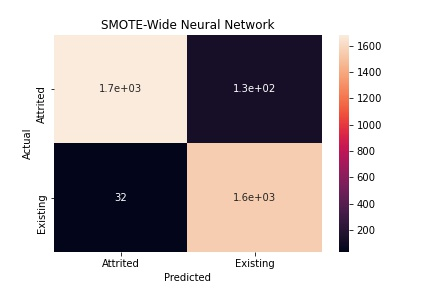 SMOTE-Wide Neural Network
Actual
Attrited
1.7e+03
1.3e+02
Existing
32
1.6e+03
Attrited
Existing
Predicted
1600
1400
1200
1000
800
600
400
200